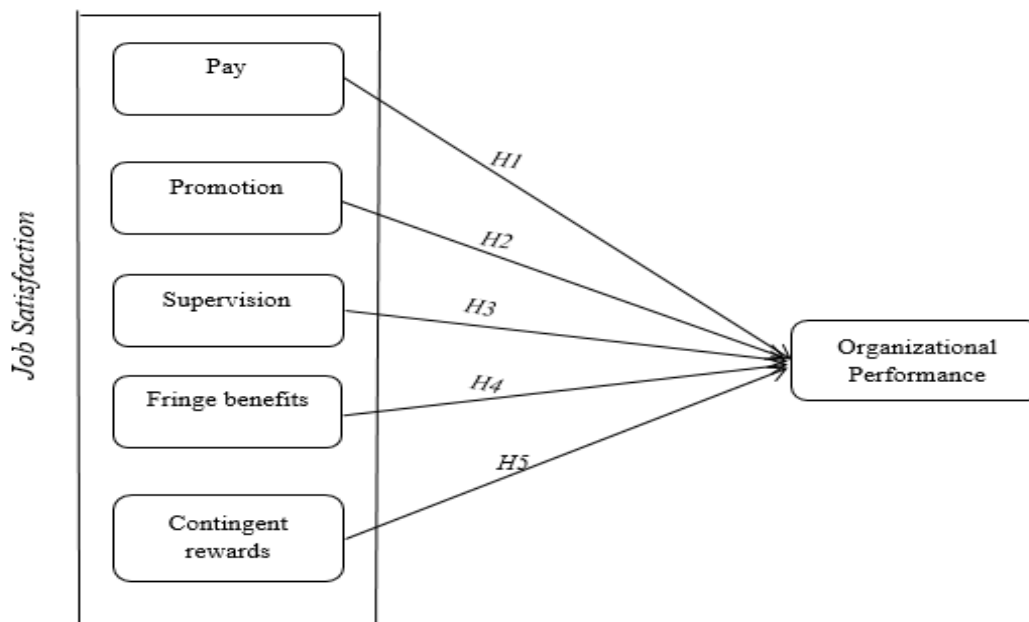 Job Satisfaction
Pay
H1
Promotion
H2
Supervision
H3
Organizational
Performance
Fringe benefits
H4
Contingent
rewards
H5